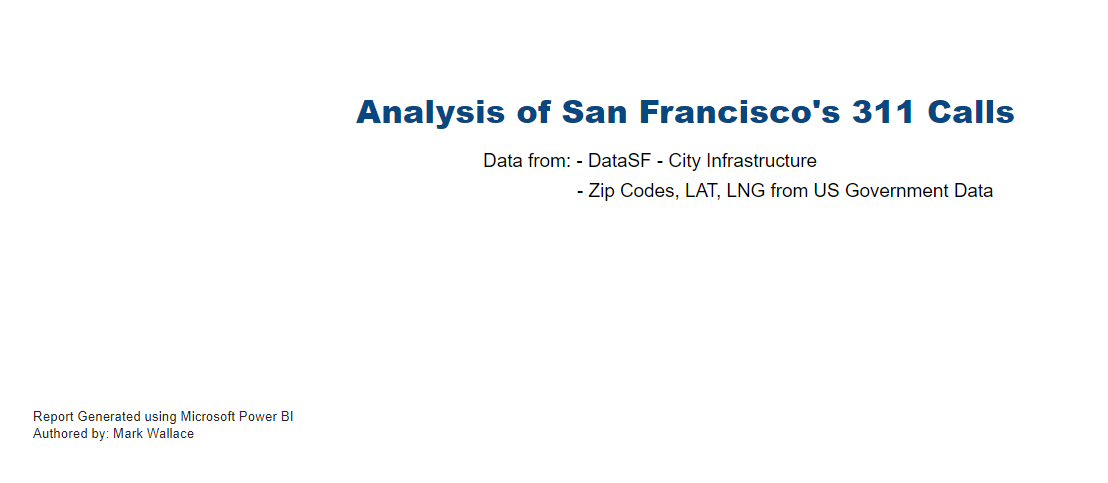 Analysis of San Francisco's 311 Calls
Data from: - DataSF - City Infrastructure
- Zip Codes, LAT, LNG from US Government Data
Report Generated using Microsoft Power BI
Authored by: Mark Wallace